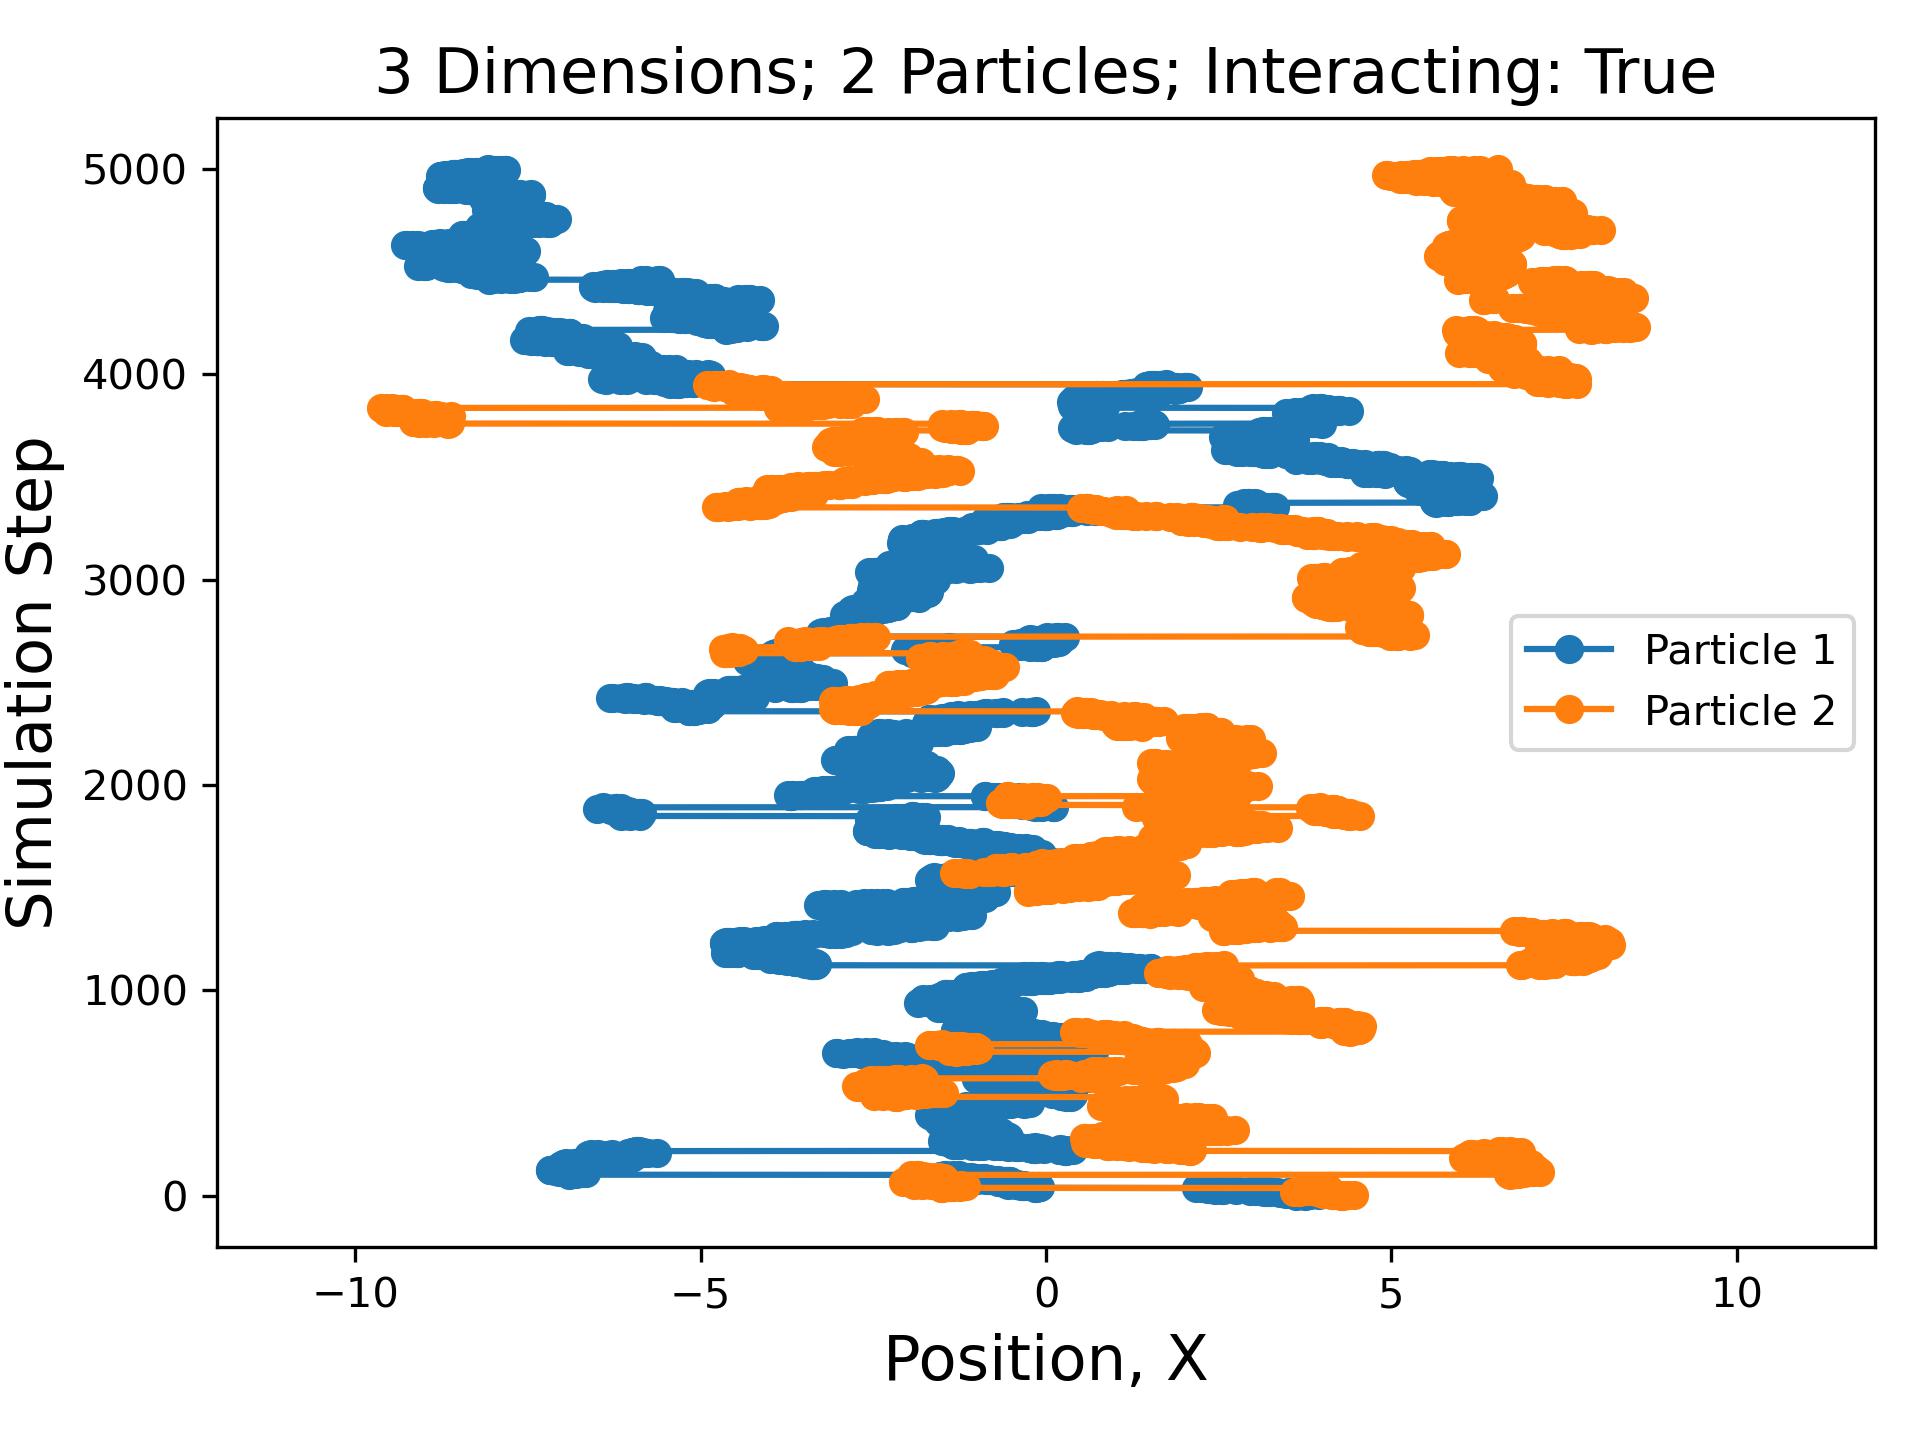 3 Dimensions; 2 Particles; Interacting: True
Simulation Step
5000
4000
3000
2000
1000
0
Particle 1
Particle 2
−10
−5
0
5
10
Position, X